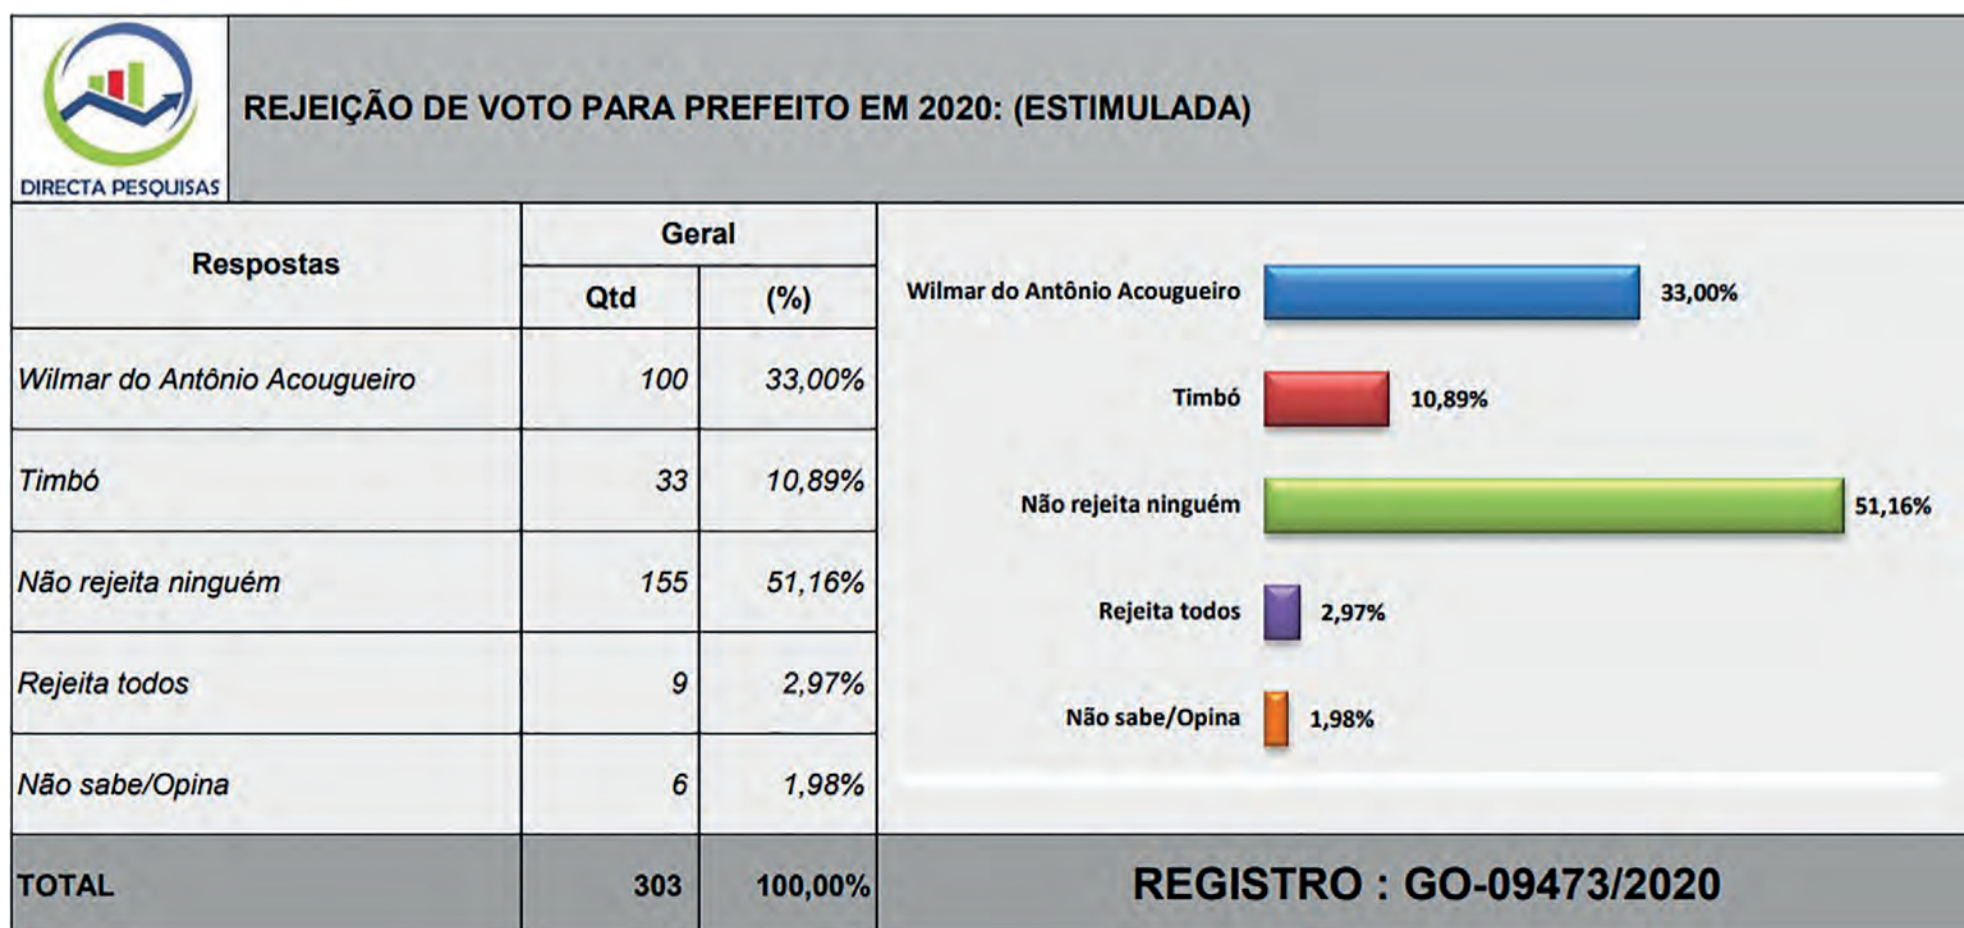 DIRECTA PESQUISAS
REJEIÇÃO DE VOTO PARA PREFEITO EM 2020: (ESTIMULADA)
Respostas
Geral
Qtd (%)
Wilmar do Antônio Acougueiro 100 33,00%
Timbó 33 10,89%
Não rejeita ninguém 155 51,16%
Rejeita todos 9 2,97%
Não sabe/Opina 6 1,98%
TOTAL 303 100,00%
Wilmar do Antônio Acougueiro 33,00%
Timbó 10,89%
Não rejeita ninguém 51,16%
Rejeita todos 2,97%
Não sabe/Opina 1,98%
REGISTRO : GO-09473/2020